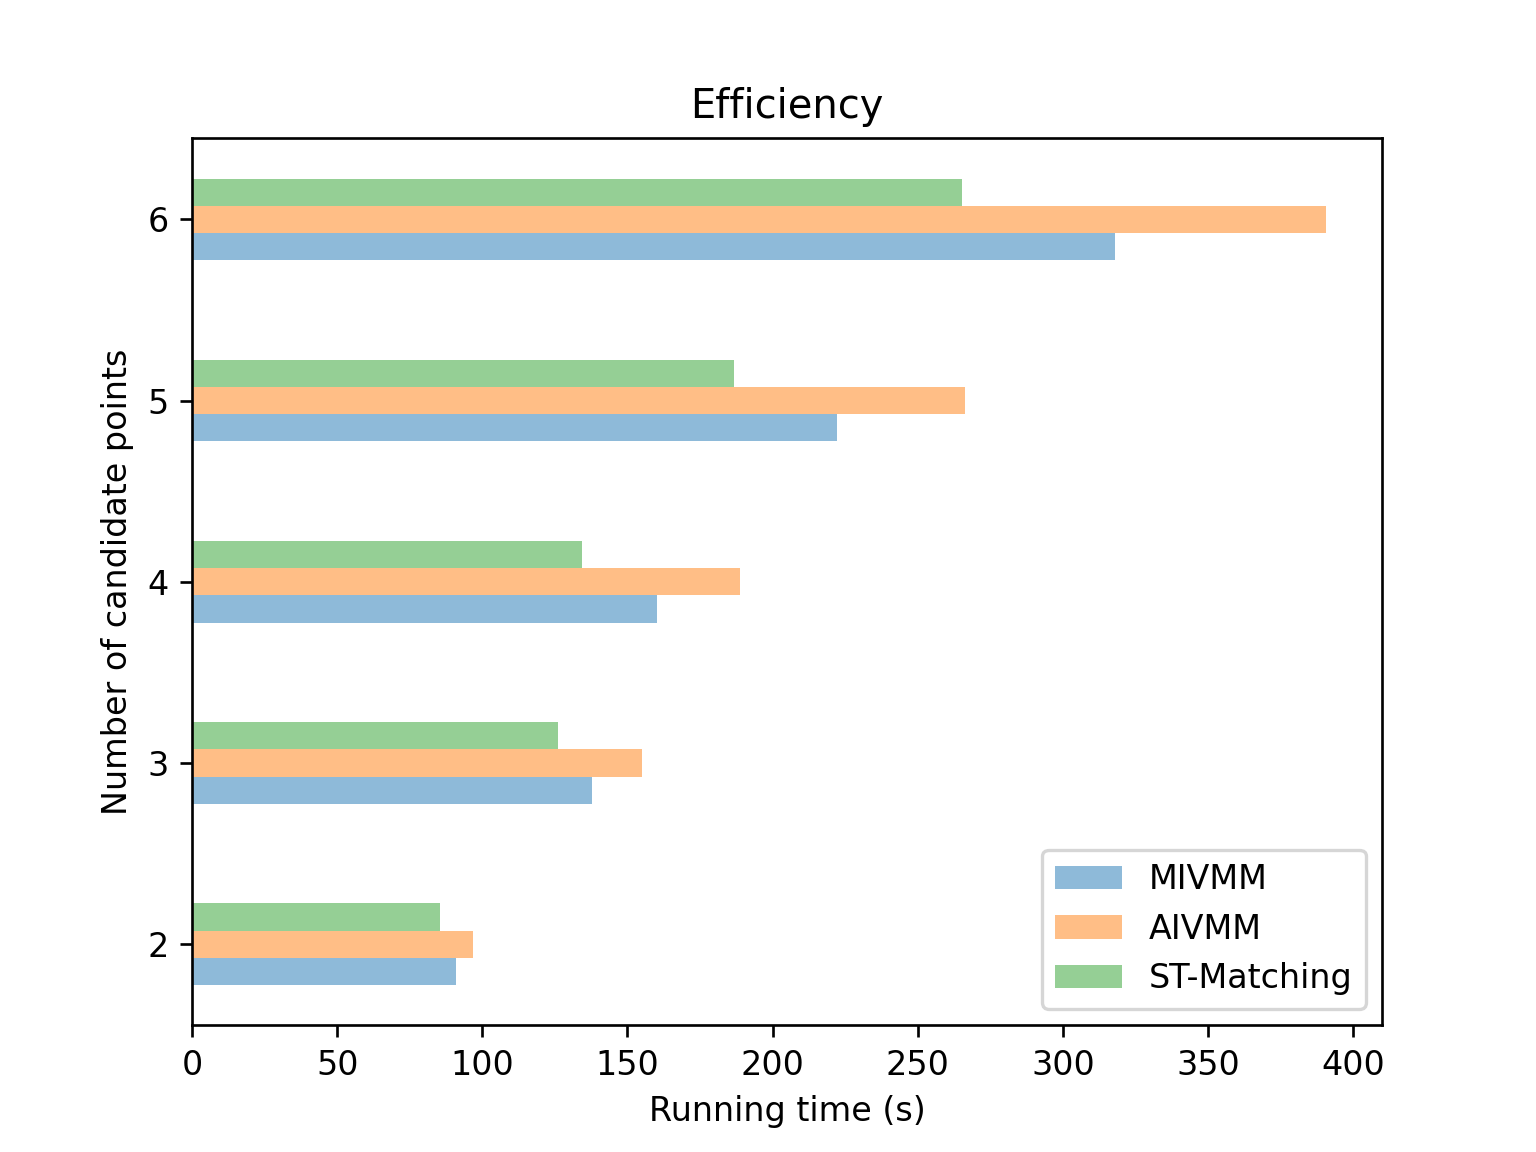 Efficiency
Number of candidate points
6
5
4
3
2
MIVMM
AIVMM
ST-Matching
0 50 100 150 200 250 300 350 400
Running time (s)